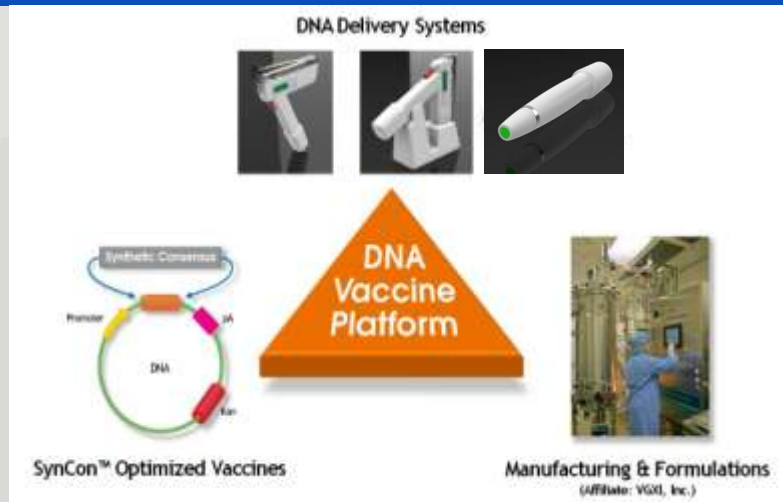 DNA Delivery Systems
Synthetic Consensus
Promoter
pA
DNA
Kan
DNA
Vaccine
Platform
SynCon™ Optimized Vaccines
Manufacturing & Formulations
(Affiliate: VGXI, Inc.)